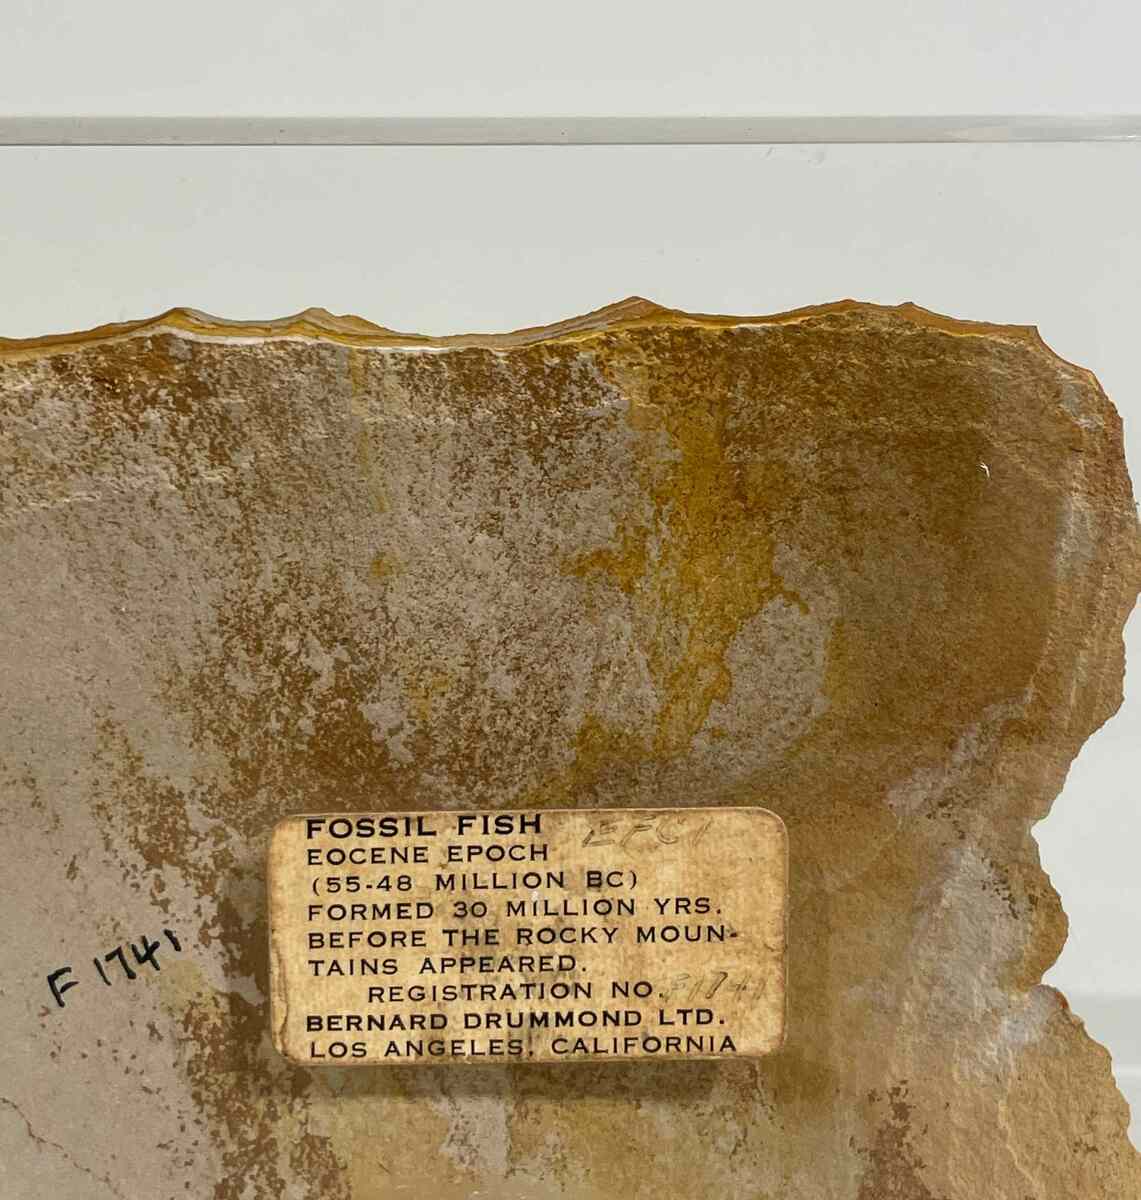 FOSSIL FISH
EOCENE EPOCH
(55-48 MILLION BC)
FORMED 30 MILLION YRS.
BEFORE THE ROCKY MOUN-
TAINS APPEARED.
REGISTRATION NO. F1741
BERNARD DRUMMOND LTD.
LOS ANGELES, CALIFORNIA
F 1741